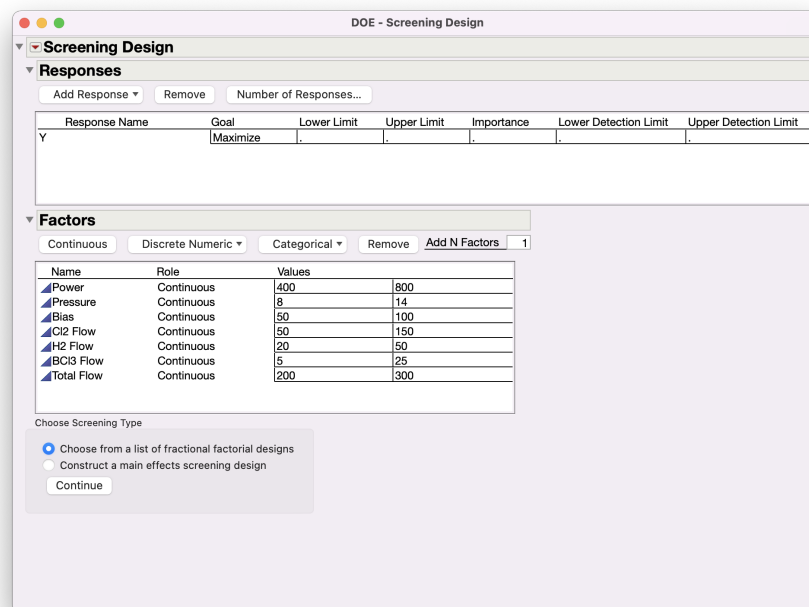 DOE - Screening Design
Screening Design
Responses
Add Response Remove Number of Responses...
Response Name Goal Lower Limit Upper Limit Importance Lower Detection Limit Upper Detection Limit
Y Maximize . . . . .
Factors
Continuous Discrete Numeric Categorical Remove Add N Factors 1
Name Role Values
Power Continuous 400 800
Pressure Continuous 8 14
Bias Continuous 50 100
Cl2 Flow Continuous 50 150
H2 Flow Continuous 20 50
BCl3 Flow Continuous 5 25
Total Flow Continuous 200 300
Choose Screening Type
Choose from a list of fractional factorial designs
Construct a main effects screening design
Continue